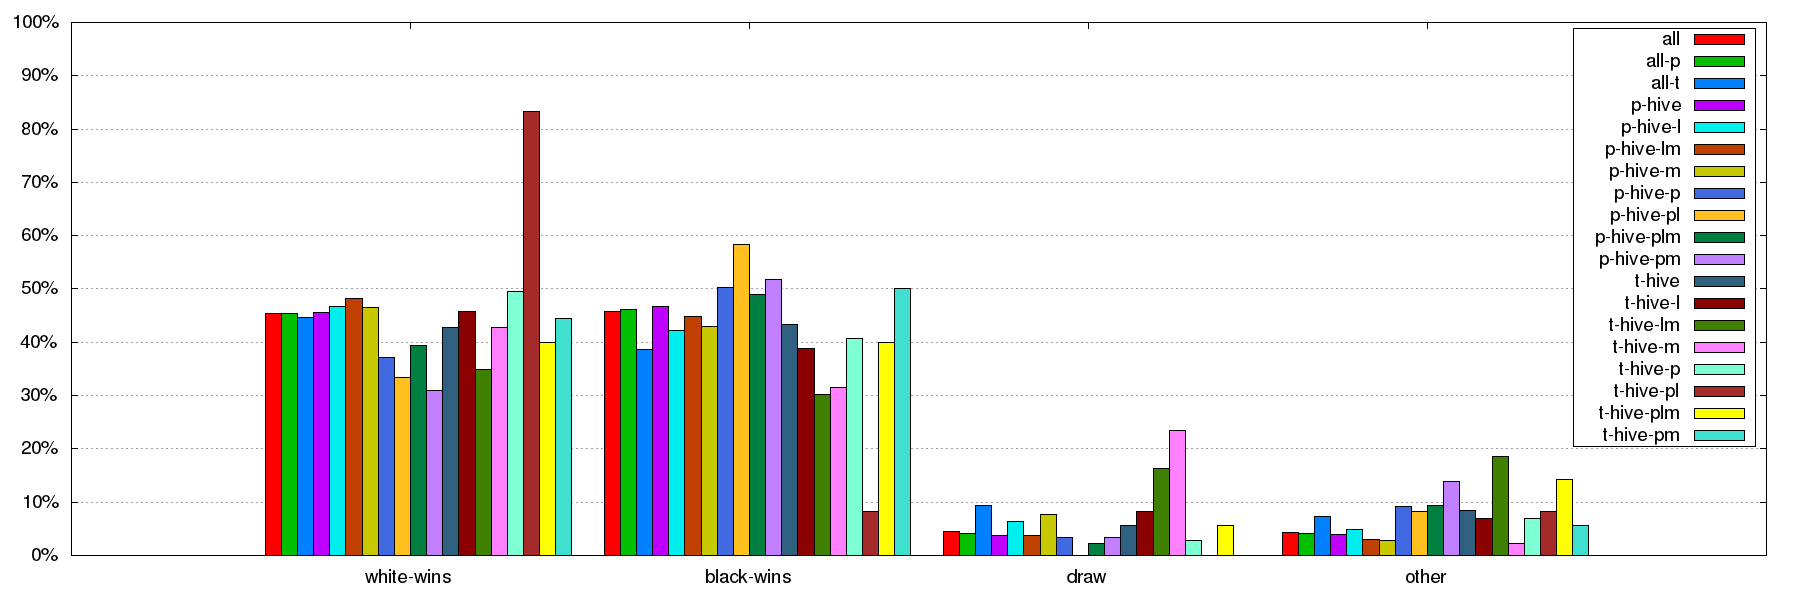 100%
90%
80%
70%
60%
50%
40%
30%
20%
10%
0%
white-wins black-wins draw other
all
all-p
all-t
p-hive
p-hive-l
p-hive-lm
p-hive-m
p-hive-p
p-hive-pl
p-hive-plm
p-hive-pm
t-hive
t-hive-l
t-hive-lm
t-hive-m
t-hive-p
t-hive-pl
t-hive-plm
t-hive-pm